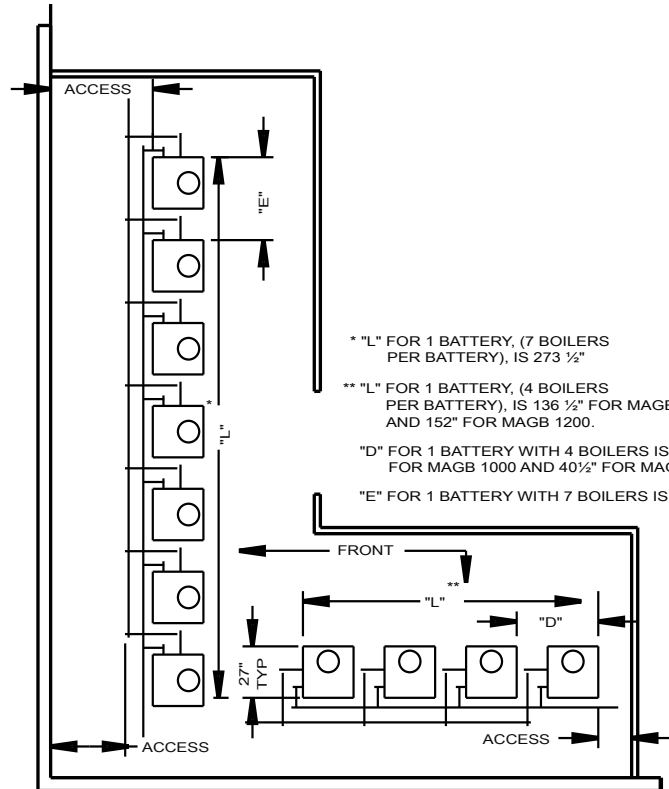 ACCESS
"E"
* "L" FOR 1 BATTERY, (7 BOILERS
PER BATTERY), IS 273 ½"
** "L" FOR 1 BATTERY, (4 BOILERS
PER BATTERY), IS 136 ½" FOR MAGB
AND 152" FOR MAGB 1200.
"D" FOR 1 BATTERY WITH 4 BOILERS IS
FOR MAGB 1000 AND 40½" FOR
"E" FOR 1 BATTERY WITH 7 BOILERS IS
"L" *
FRONT
**
"L"
"D"
27"
TYP
ACCESS
ACCESS